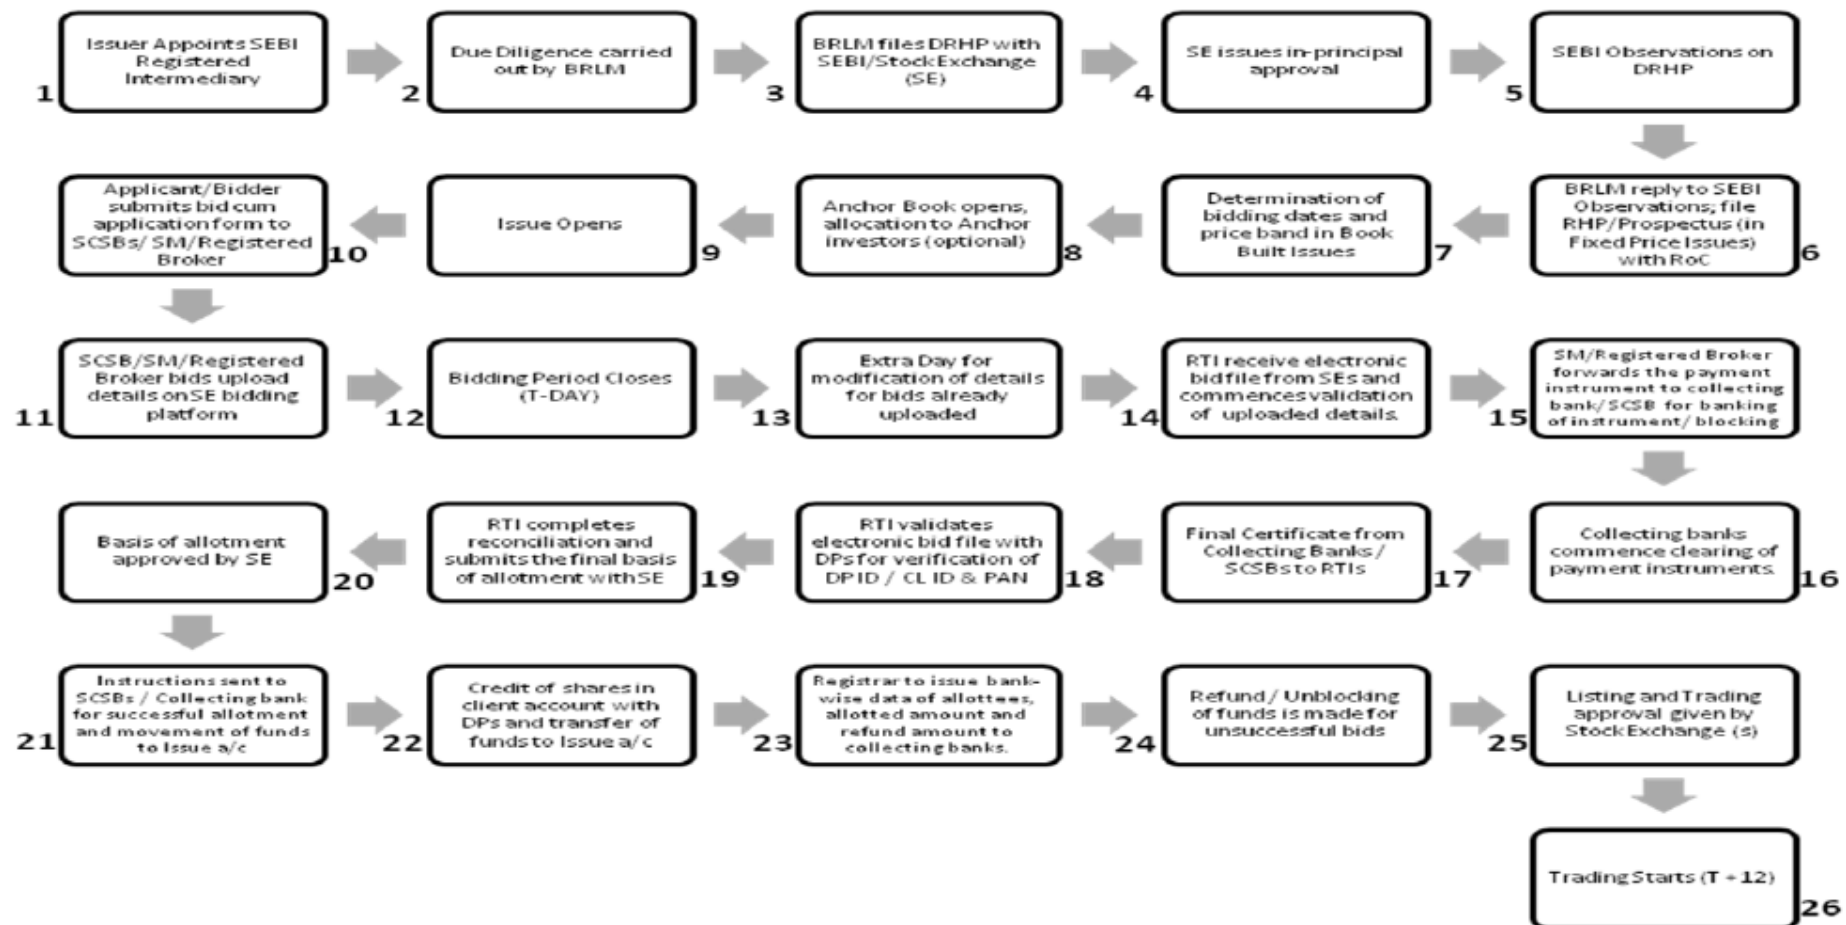 Issuer Appoints SEBI
Registered
Intermediary
1
Due Diligence carried
out by BRLM
2
BRLM files DRHP with
SEBI/Stock Exchange
(SE)
3
SE issues in-principal
approval
4
SEBI Observations on
DRHP
5
BRLM reply to SEBI
Observations; file
RHP/Prospectus (in
Fixed Price Issues)
with RoC
6
Determination of
bidding dates and
price band in Book
Built Issues
7
Anchor Book opens,
allocation to Anchor
investors (optional)
8
Issue Opens
9
Applicant/Bidder
submits bid cum
application form to
SCSBs/ SM/Registered
Broker
10
SCSB/SM/Registered
Broker bids upload
details on SE bidding
platform
11
Bidding Period Closes
(T-DAY)
12
Extra Day for
modification of details
for bids already
uploaded
13
RTI receive electronic
bid file from SEs and
commences validation
of uploaded details.
14
SM/Registered Broker
forwards the payment
instrument to collecting
bank/SCSB for banking
of instrument/ blocking
15
Collecting banks
commence clearing of
payment instruments.
16
Final Certificate from
Collecting Banks /
SCSBs to RTIs
17
RTI validates
electronic bid file with
DPs for verification of
DP ID / CL ID & PAN
18
RTI completes
reconciliation and
submits the final basis
of allotment with SE
19
Basis of allotment
approved by SE
20
Instructions sent to
SCSBs / Collecting bank
for successful allotment
and movement of funds
to Issue a/c
21
Credit of shares in
client account with
DPs and transfer of
funds to Issue a/c
22
Registrar to issue bank-
wise data of allottees,
allotted amount and
refund amount to
collecting banks.
23
Refund / Unblocking
of funds is made for
unsuccessful bids
24
Listing and Trading
approval given by
Stock Exchange (s)
25
Trading Starts (T + 12)
26